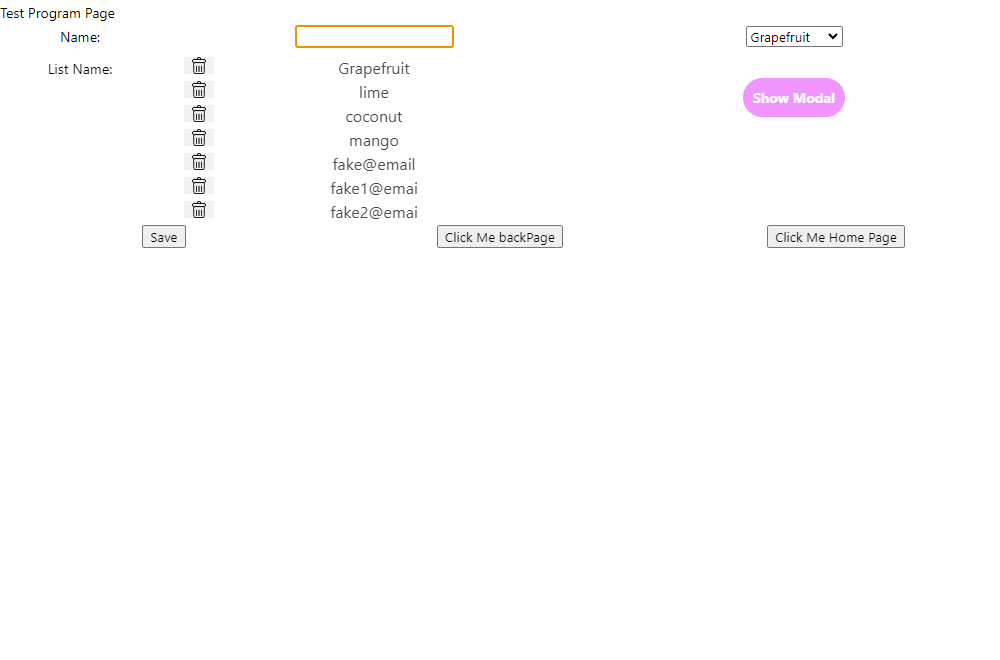 Test Program Page
Name:
Grapefruit
List Name:
Grapefruit
lime
coconut
mango
fake@email
fake1@emai
fake2@emai
Show Modal
Save
Click Me backPage
Click Me Home Page